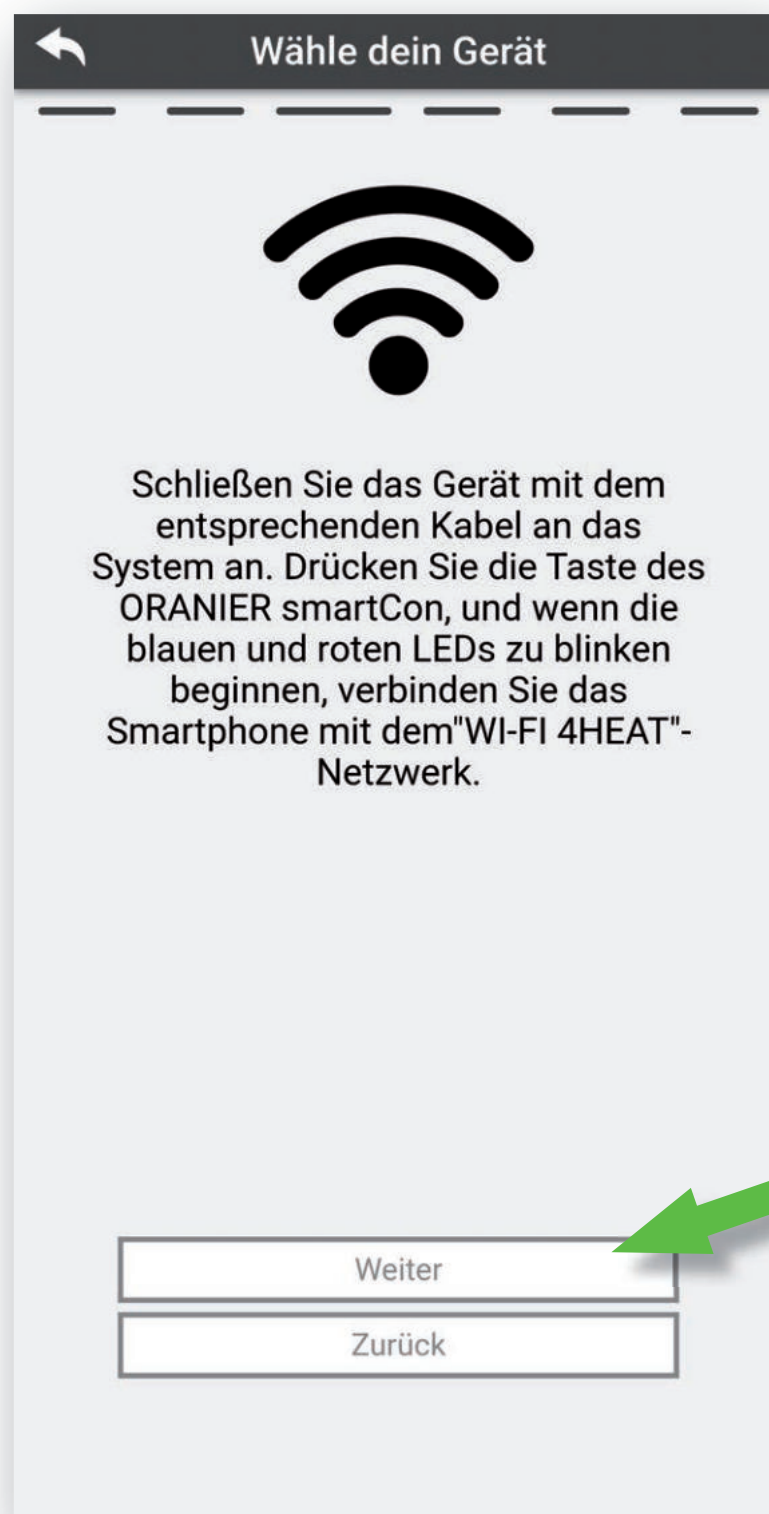 Wähle dein Gerät
Schließen Sie das Gerät mit dem
entsprechenden Kabel an das
System an. Drücken Sie die Taste des
ORANIER smartCon, und wenn die
blauen und roten LEDs zu blinken
beginnen, verbinden Sie das
Smartphone mit dem"WI-FI 4HEAT"-
Netzwerk.
Weiter
Zurück